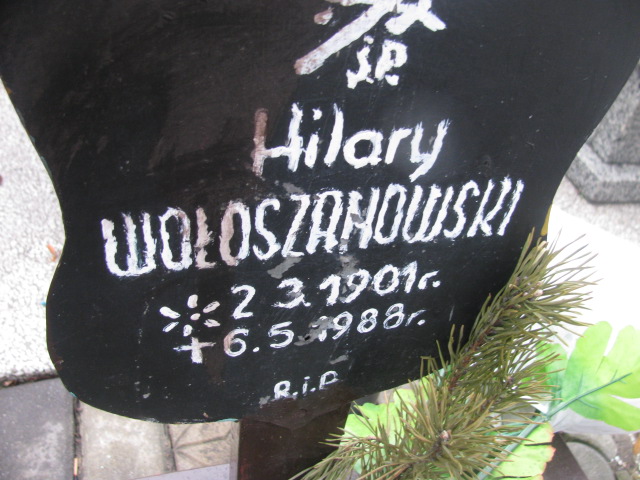 Ś.P.
Hilary
WOŁOSZANOWSKI
2 3.1901r.
+6.5.1988r.
R.i.P